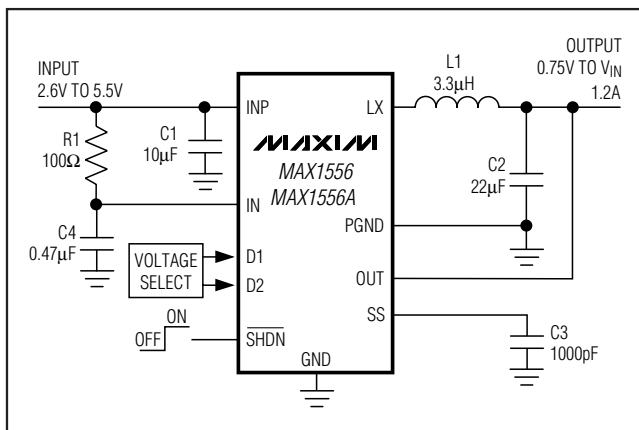 INPUT
2.6V TO 5.5V
OUTPUT
0.75V TO VIN
1.2A
L1
3.3μH
INP
LX
R1
100Ω
C1
10μF
MAXIM
MAX1556
MAX1556A
C2
22μF
IN
PGND
C4
0.47μF
VOLTAGE
SELECT
D1
D2
OUT
SS
ON
OFF
SHDN
GND
C3
1000pF